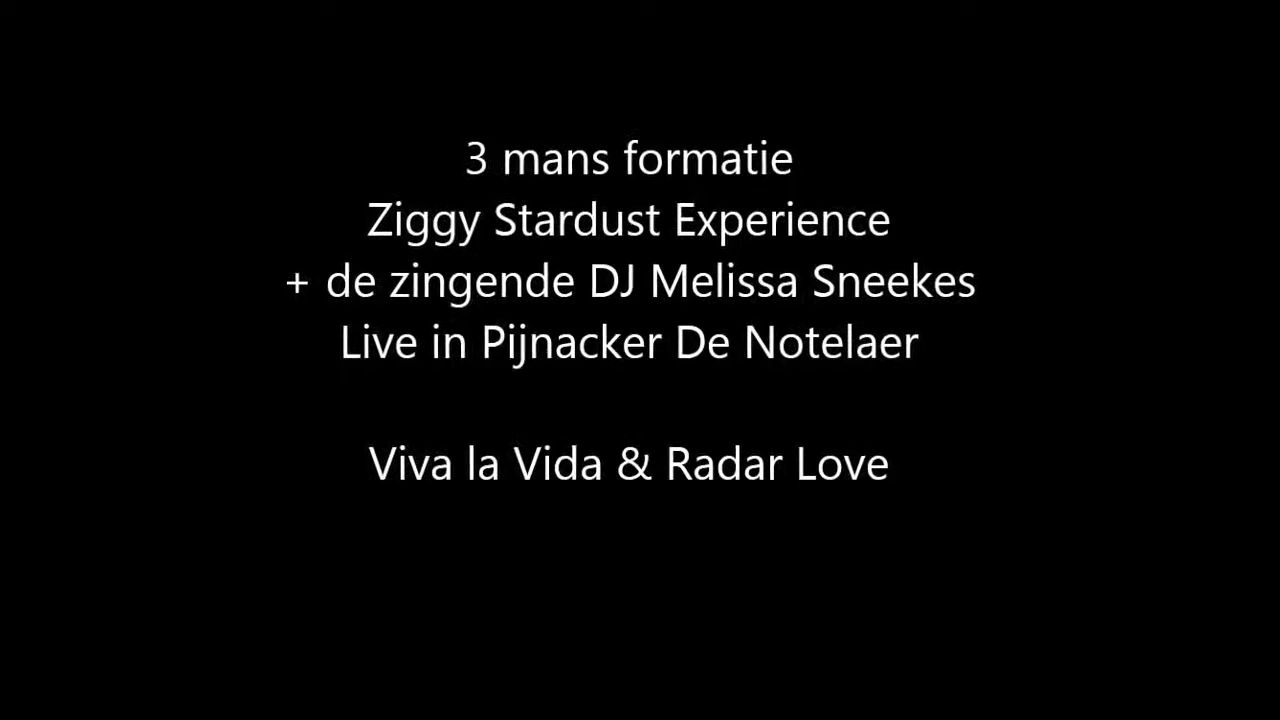 3 mans formatie
Ziggy Stardust Experience
+ de zingende DJ Melissa Sneekes
Live in Pijnacker De Notelaer
Viva la Vida & Radar Love